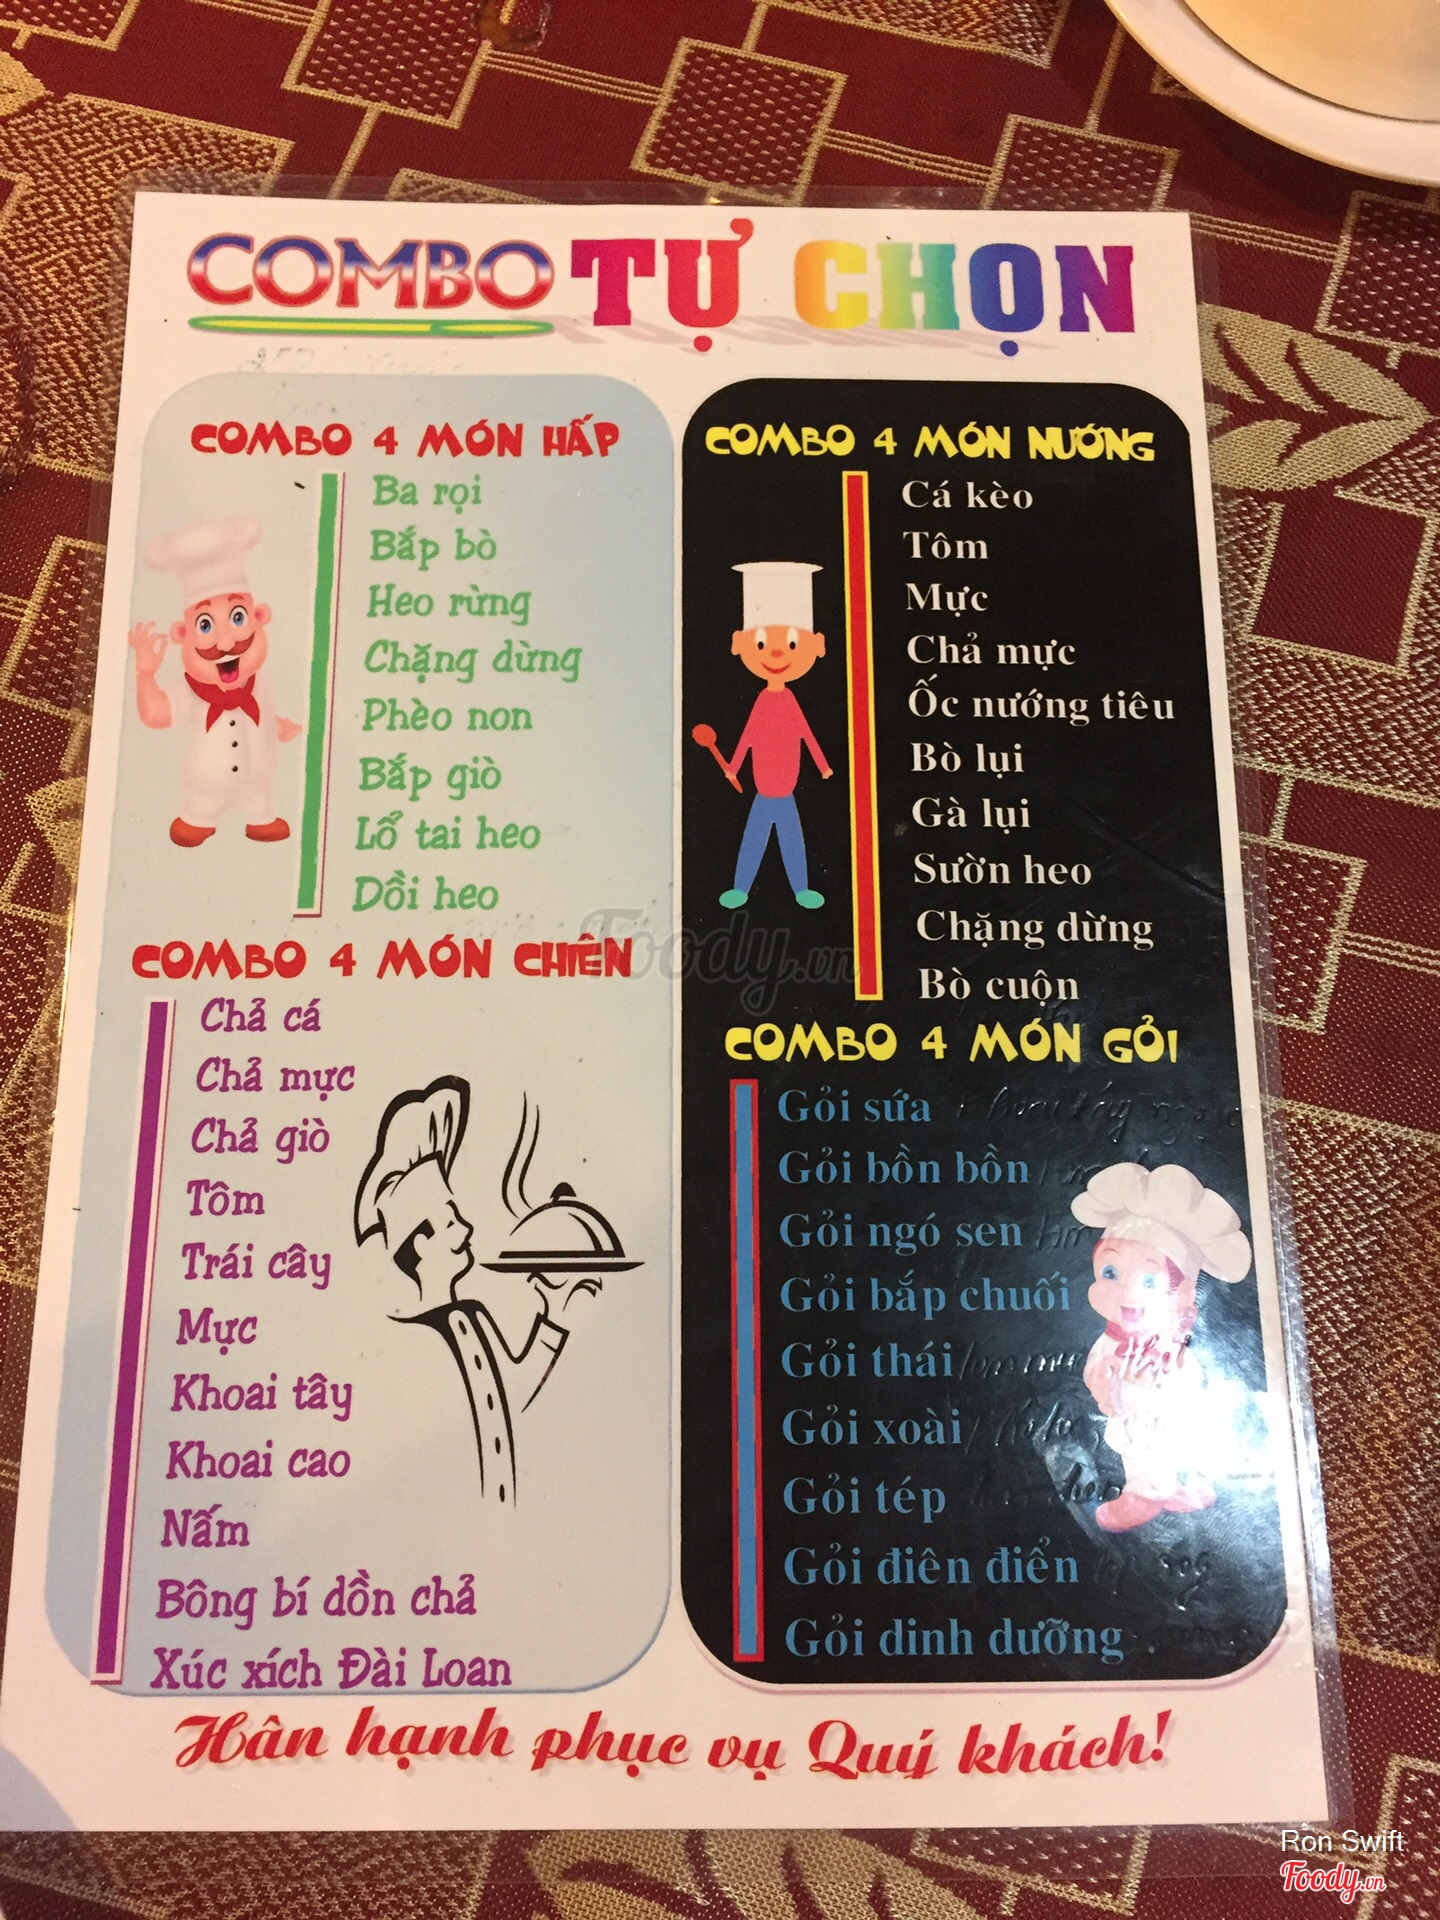 COMBO TỰ CHỌN
COMBO 4 MÓN HẤP
Ba rọi
Bắp bò
Heo rừng
Chặng dừng
Phèo non
Bắp giò
Lổ tai heo
Dồi heo
COMBO 4 MÓN CHIÊN
Chả cá
Chả mực
Chả giò
Tôm
Trái cây
Mực
Khoai tây
Khoai cao
Nấm
Bông bí dồn chả
Xúc xích Đài Loan
COMBO 4 MÓN NƯỚNG
Cá kèo
Tôm
Mực
Chả mực
Ốc nướng tiêu
Bò lụi
Gà lụi
Sườn heo
Chặng dừng
Bò cuộn
COMBO 4 MÓN GỎI
Gỏi sứa
Gỏi bồn bồn
Gỏi ngó sen
Gỏi bắp chuối
Gỏi thái
Gỏi xoài
Gỏi tép
Gỏi điên điển
Gỏi dinh dưỡng
Hân hạnh phục vụ Quý khách!
Foody.vn
Ron Swift
Foody.vn